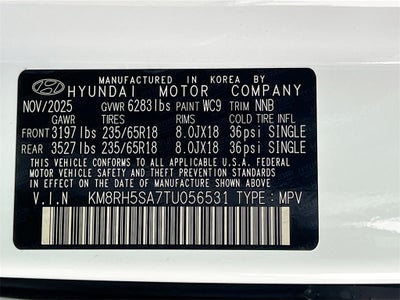 MANUFACTURED IN KOREA BY
HYUNDAI MOTOR COMPANY
NOV/2025 GVWR 6283lbs PAINT WC9 TRIM NNB
GAWR TIRES RIMS COLD TIRE INFL.
FRONT 3197lbs 235/65R18 8.0JX18 36psi SINGLE
REAR 3527lbs 235/65R18 8.0JX18 36psi SINGLE
THIS VEHICLE CONFORMS TO ALL APPLICABLE FEDERAL
MOTOR VEHICLE SAFETY AND THEFT PREVENTION
STANDARDS IN EFFECT ON THE DATE OF
MANUFACTURE SHOWN ABOVE.
V.I.N KM8RH5SA7TU056531 TYPE : MPV